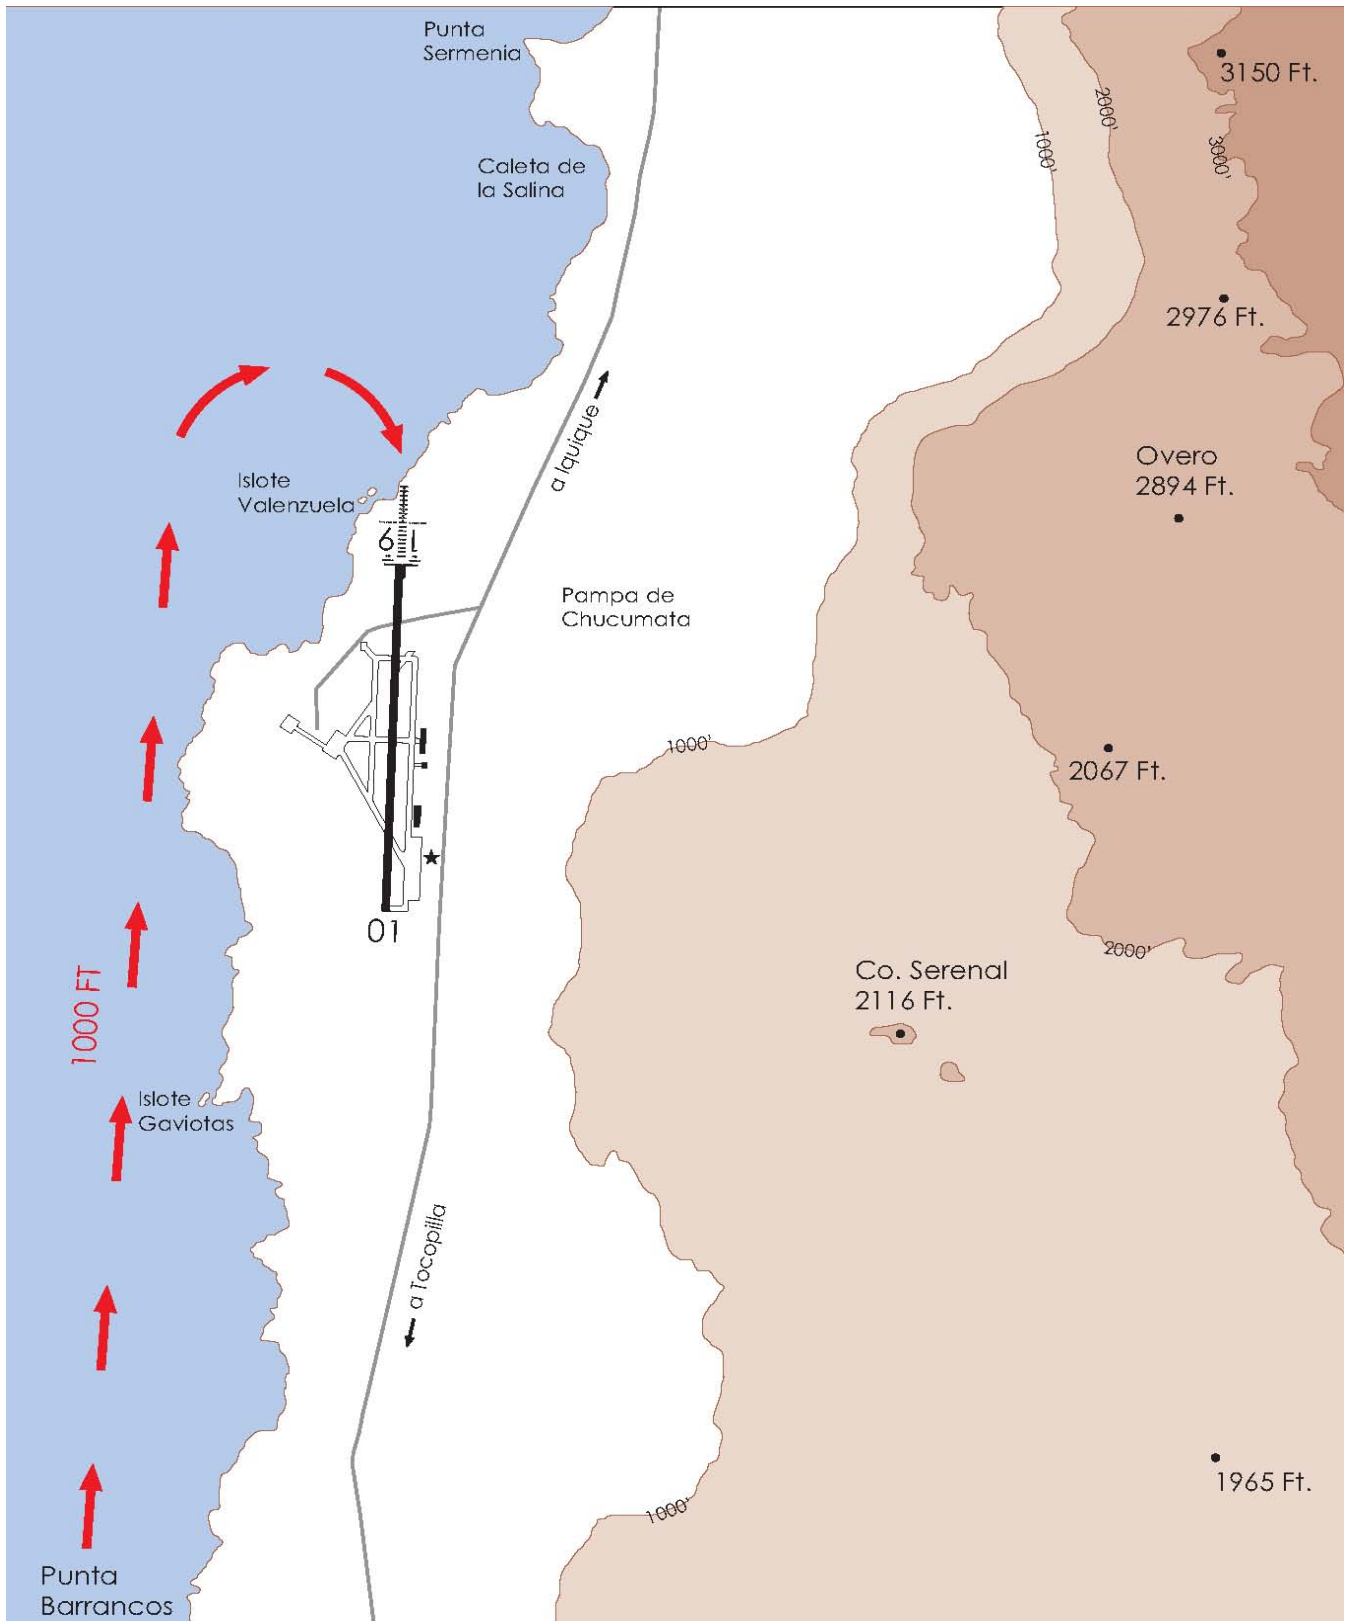 Punta
Sermenia
3150 Ft.
2000'
1000'
3000'
Caleta de
la Salina
2976 Ft.
a Iquique
Overo
2894 Ft.
Islote
Valenzuela
19
Pampa de
Chucumata
1000'
2067 Ft.
01
2000'
Co. Serenal
2116 Ft.
1000 FT
Islote
Gaviotas
a Tocopilla
1965 Ft.
1000'
Punta
Barrancos